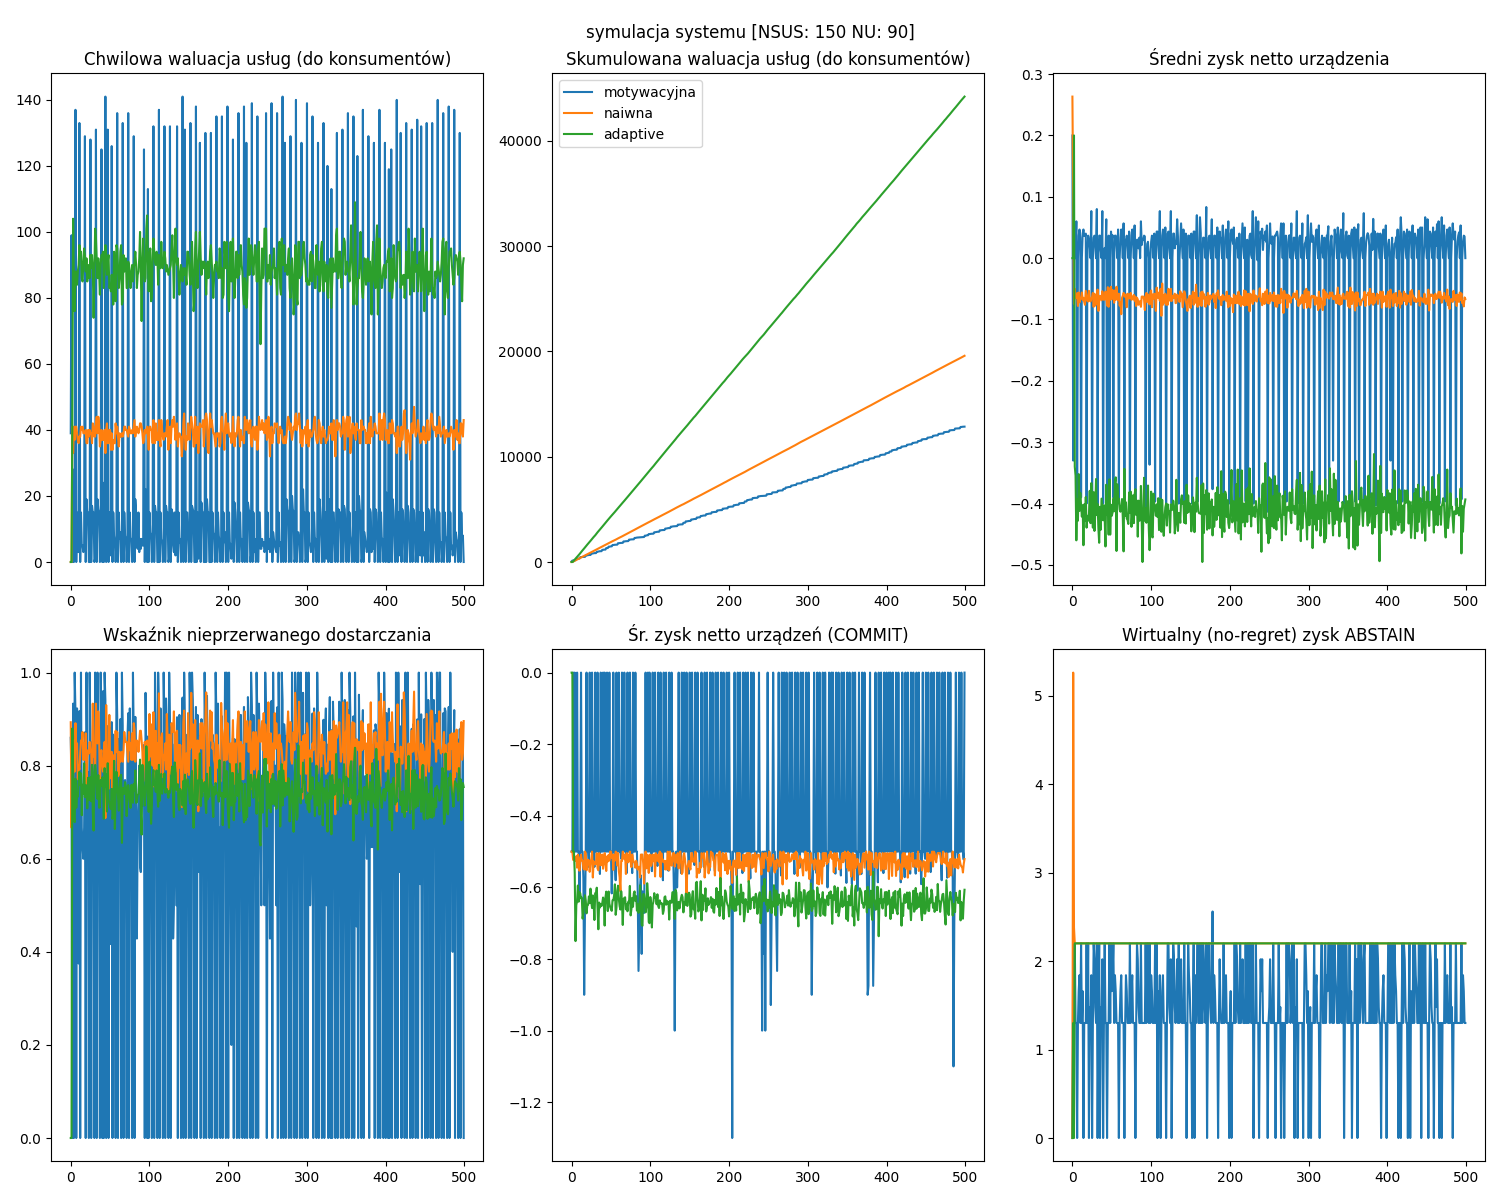 symulacja systemu [NSUS: 150 NU: 90]
Chwilowa waluacja usług (do konsumentów)
140
120
100
80
60
40
20
0
0 100 200 300 400 500
Skumulowana waluacja usług (do konsumentów)
motywacyjna
naiwna
adaptive
40000
30000
20000
10000
0
0 100 200 300 400 500
Średni zysk netto urządzenia
0.3
0.2
0.1
0.0
−0.1
−0.2
−0.3
−0.4
−0.5
0 100 200 300 400 500
Wskaźnik nieprzerwanego dostarczania
1.0
0.8
0.6
0.4
0.2
0.0
0 100 200 300 400 500
Śr. zysk netto urządzeń (COMMIT)
0.0
−0.2
−0.4
−0.6
−0.8
−1.0
−1.2
0 100 200 300 400 500
Wirtualny (no-regret) zysk ABSTAIN
5
4
3
2
1
0
0 100 200 300 400 500